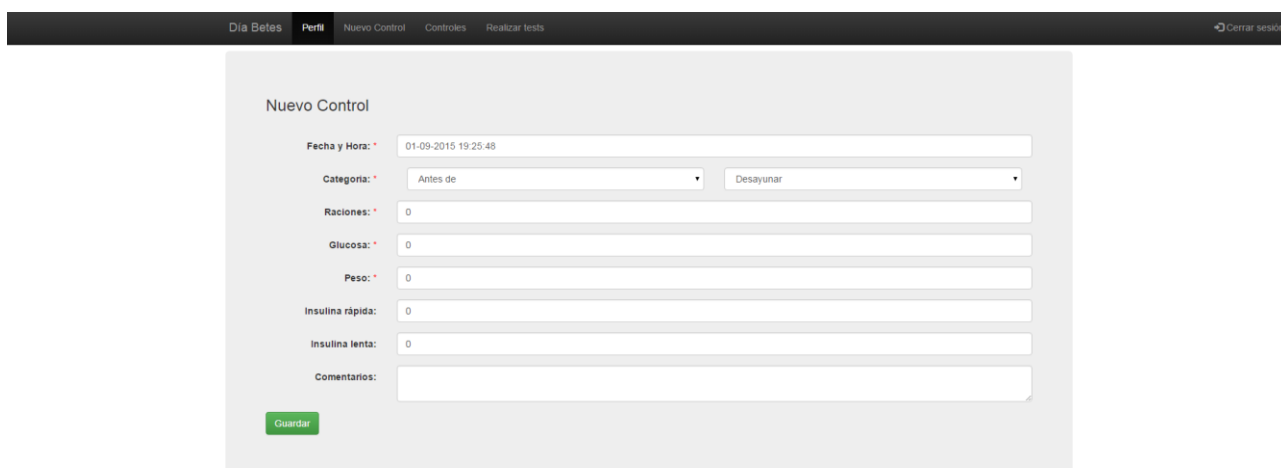 Día Betes Perfil Nuevo Control Controles Realizar tests Cerrar sesión
Nuevo Control
Fecha y Hora: * 01-09-2015 19:25:48
Categoria: * Antes de Desayunar
Raciones: * 0
Glucosa: * 0
Peso: * 0
Insulina rápida: 0
Insulina lenta: 0
Comentarios:
Guardar